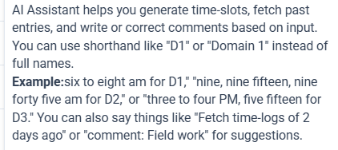 AI Assistant helps you generate time-slots, fetch past
entries, and write or correct comments based on input.
You can use shorthand like "D1" or "Domain 1" instead of
full names.
Example:six to eight am for D1," "nine, nine fifteen, nine
forty five am for D2," or "three to four PM, five fifteen for
D3." You can also say things like "Fetch time-logs of 2
days ago" or "comment: Field work" for suggestions.